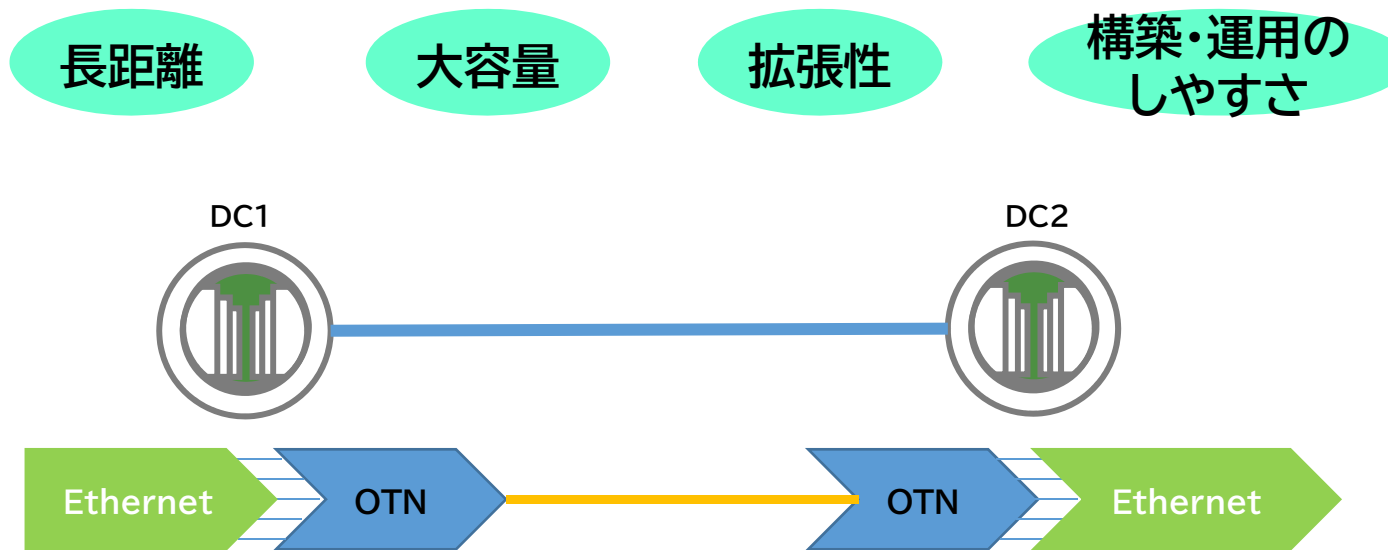 長距離
大容量
拡張性
構築・運用の
しやすさ
DC1
DC2
Ethernet
OTN
OTN
Ethernet